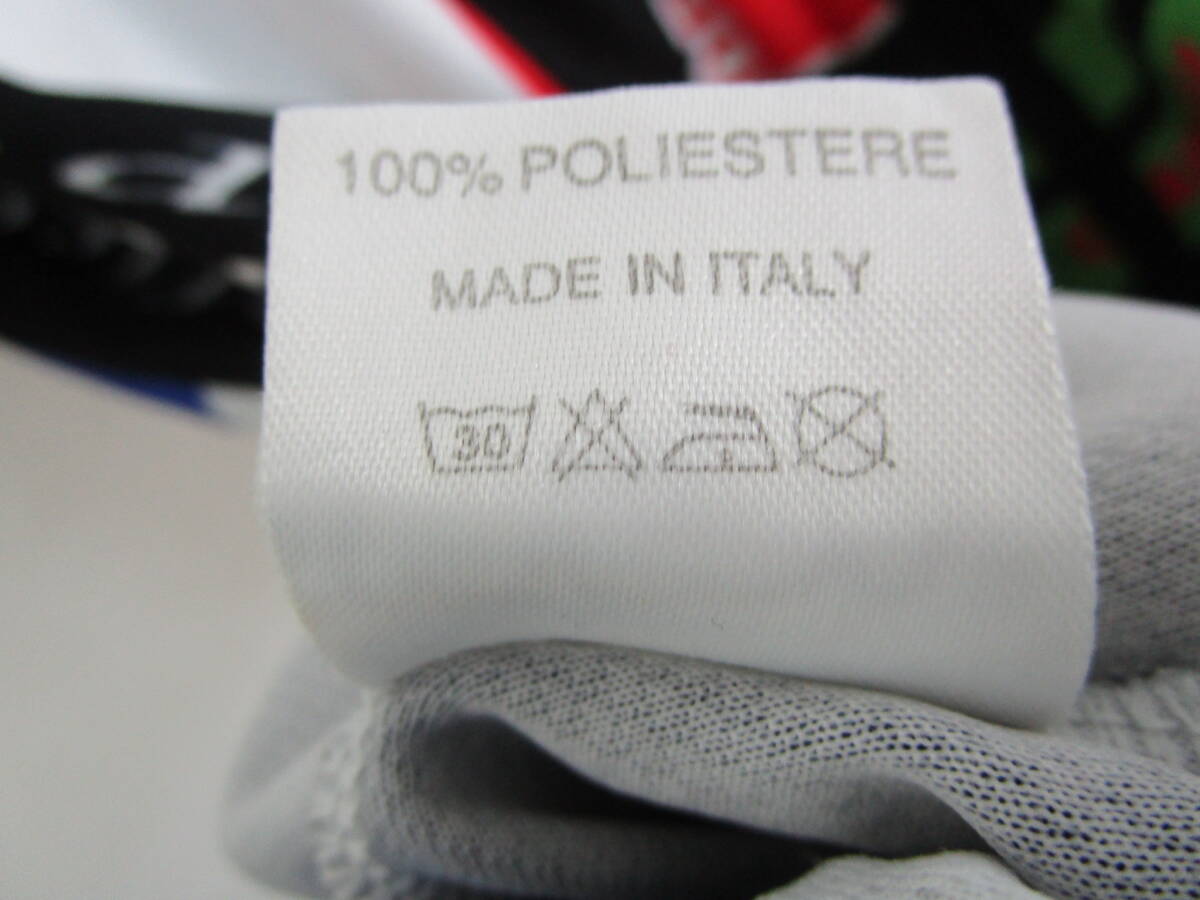 100% POLIESTERE
MADE IN ITALY
30